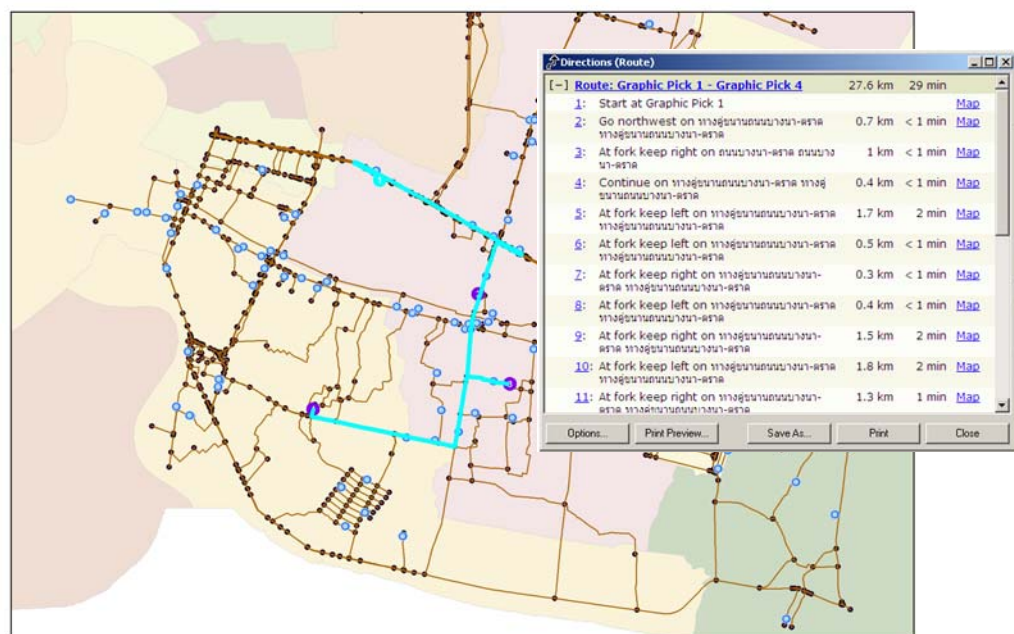 Directions (Route)
[-] Route: Graphic Pick 1 - Graphic Pick 4 27.6 km 29 min
1: Start at Graphic Pick 1 Map
2: Go northwest on ทางคู่ขนานถนนบางนา-ตราด 0.7 km < 1 min Map
ทางคู่ขนานถนนบางนา-ตราด
3: At fork keep right on ถนนบางนา-ตราด ถนนบาง 1 km < 1 min Map
นา-ตราด
4: Continue on ทางคู่ขนานถนนบางนา-ตราด ทางคู่ 0.4 km < 1 min Map
ขนานถนนบางนา-ตราด
5: At fork keep left on ทางคู่ขนานถนนบางนา-ตราด 1.7 km 2 min Map
ทางคู่ขนานถนนบางนา-ตราด
6: At fork keep left on ทางคู่ขนานถนนบางนา-ตราด 0.5 km < 1 min Map
ทางคู่ขนานถนนบางนา-ตราด
7: At fork keep right on ทางคู่ขนานถนนบางนา- 0.3 km < 1 min Map
ตราด ทางคู่ขนานถนนบางนา-ตราด
8: At fork keep left on ทางคู่ขนานถนนบางนา-ตราด 0.4 km < 1 min Map
ทางคู่ขนานถนนบางนา-ตราด
9: At fork keep right on ทางคู่ขนานถนนบางนา- 1.5 km 2 min Map
ตราด ทางคู่ขนานถนนบางนา-ตราด
10: At fork keep left on ทางคู่ขนานถนนบางนา-ตราด 1.8 km 2 min Map
ทางคู่ขนานถนนบางนา-ตราด
11: At fork keep right on ทางคู่ขนานถนนบางนา- 1.3 km 1 min Map
ตราด ทางคู่ขนานถนนบางนา-ตราด
Options... Print Preview... Save As... Print Close